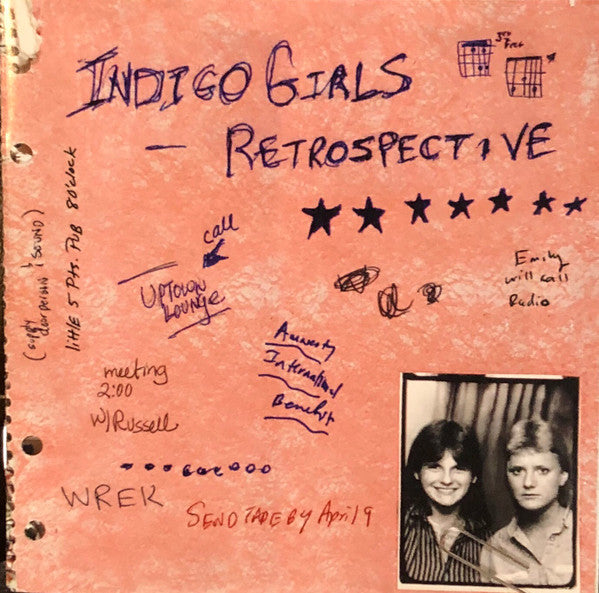 INDIGO GIRLS
— RETROSPECTIVE
3rd Fret
call
UPTOWN
LOUNGE
Emily
will call
Radio
Amnesty
International
Benefit
little 5 Pts. PUB 8 o'clock
SOUND)
meeting
2:00
W/Russell
WREK
SEND TAPE BY April 9